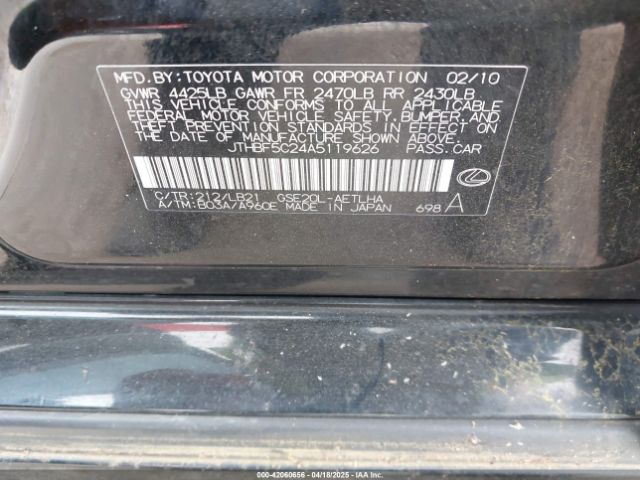 MFD.BY:TOYOTA MOTOR CORPORATION 02/10
GVWR 4425LB GAWR FR 2470LB RR 2430LB
THIS VEHICLE CONFORMS TO ALL APPLICABLE
FEDERAL MOTOR VEHICLE SAFETY,BUMPER,AND
THEFT PREVENTION STANDARDS IN EFFECT ON
THE DATE OF MANUFACTURE SHOWN ABOVE.
JTHBF5C24A5119626 PASS.CAR
C/TR:212/LB21 GSE20L-AETLHA
A/TM:B03A/A960E MADE IN JAPAN 698 A
000-42060656 - 04/18/2025 - IAAI.COM